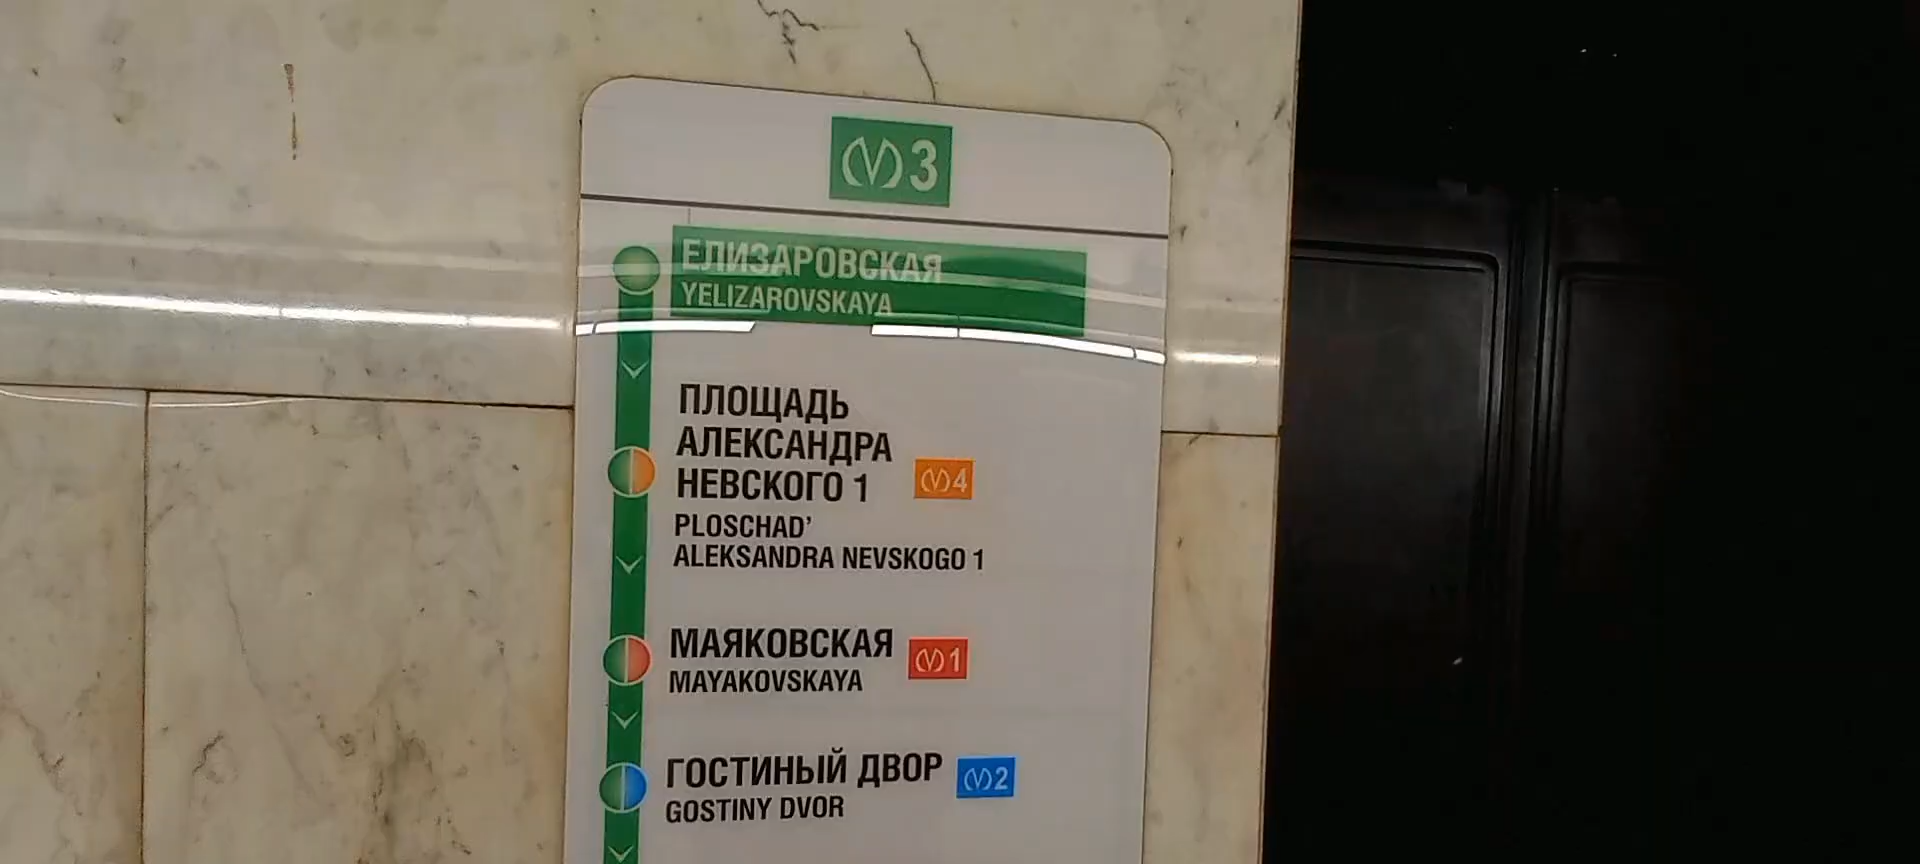 3
ЕЛИЗАРОВСКАЯ
YELIZAROVSKAYA
ПЛОЩАДЬ
АЛЕКСАНДРА
НЕВСКОГО 1
4
PLOSCHAD'
ALEKSANDRA NEVSKOGO 1
МАЯКОВСКАЯ
1
MAYAKOVSKAYA
ГОСТИНЫЙ ДВОР
2
GOSTINY DVOR